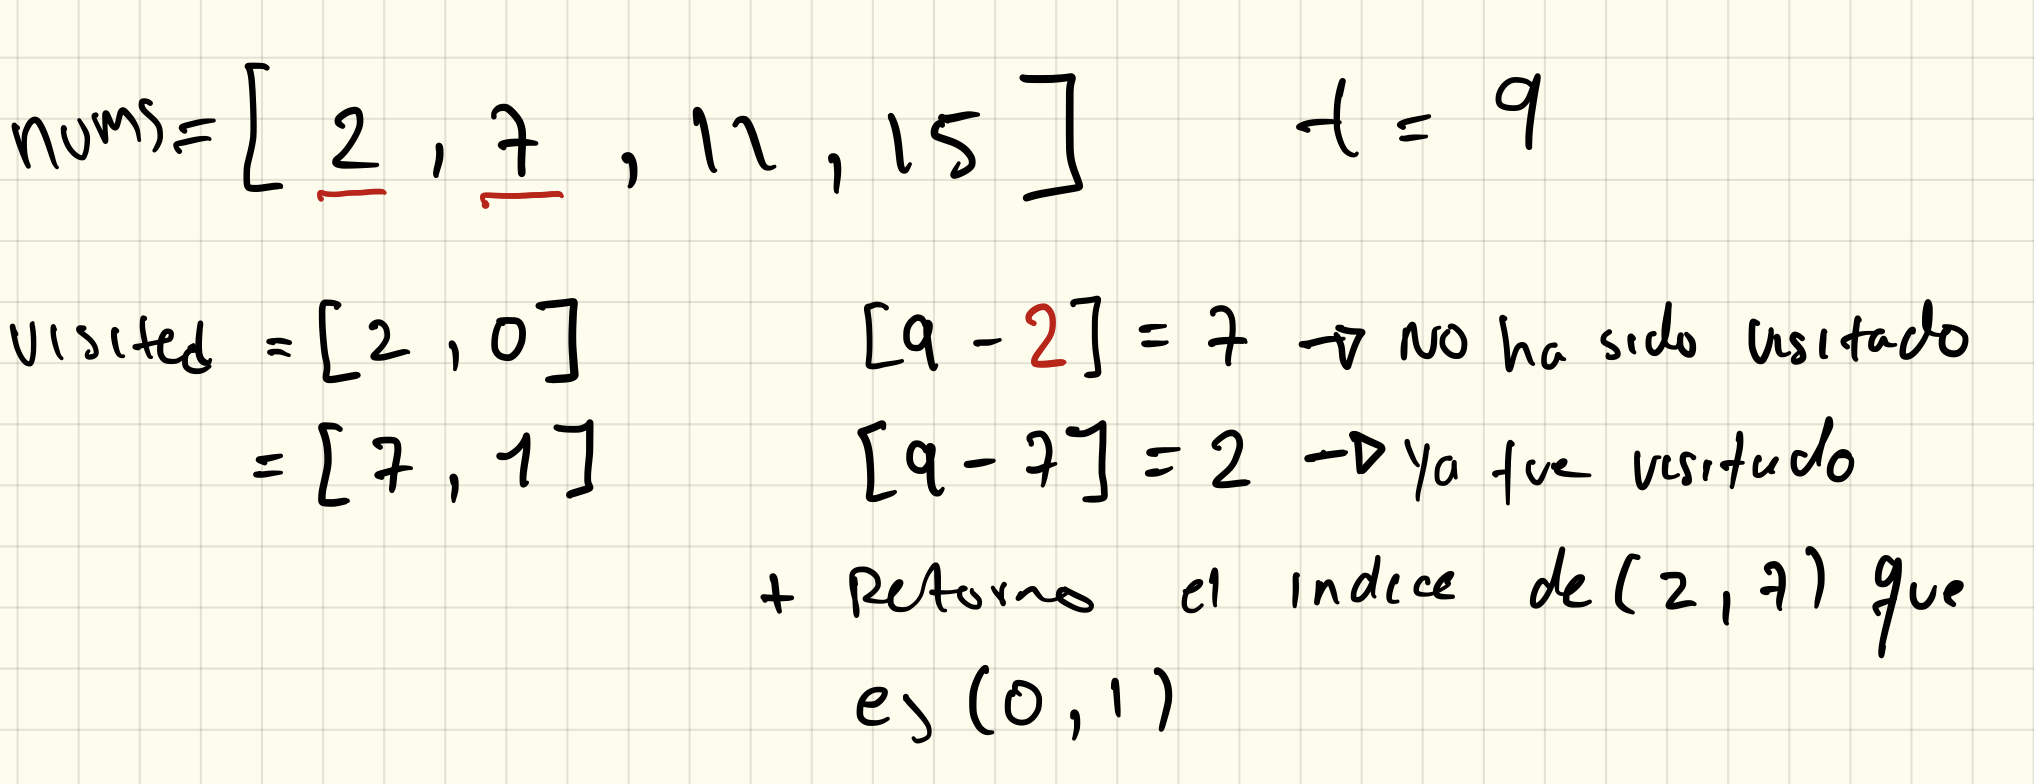 nums = [ 2 , 7 , 11 , 15 ] t = 9
visited = [ 2 , 0 ] [9 - 2] = 7 → No ha sido visitado
= [ 7 , 1 ] [9 - 7] = 2 → ya fue visitado
+ Retorno el indice de (2, 7) que
es (0, 1)